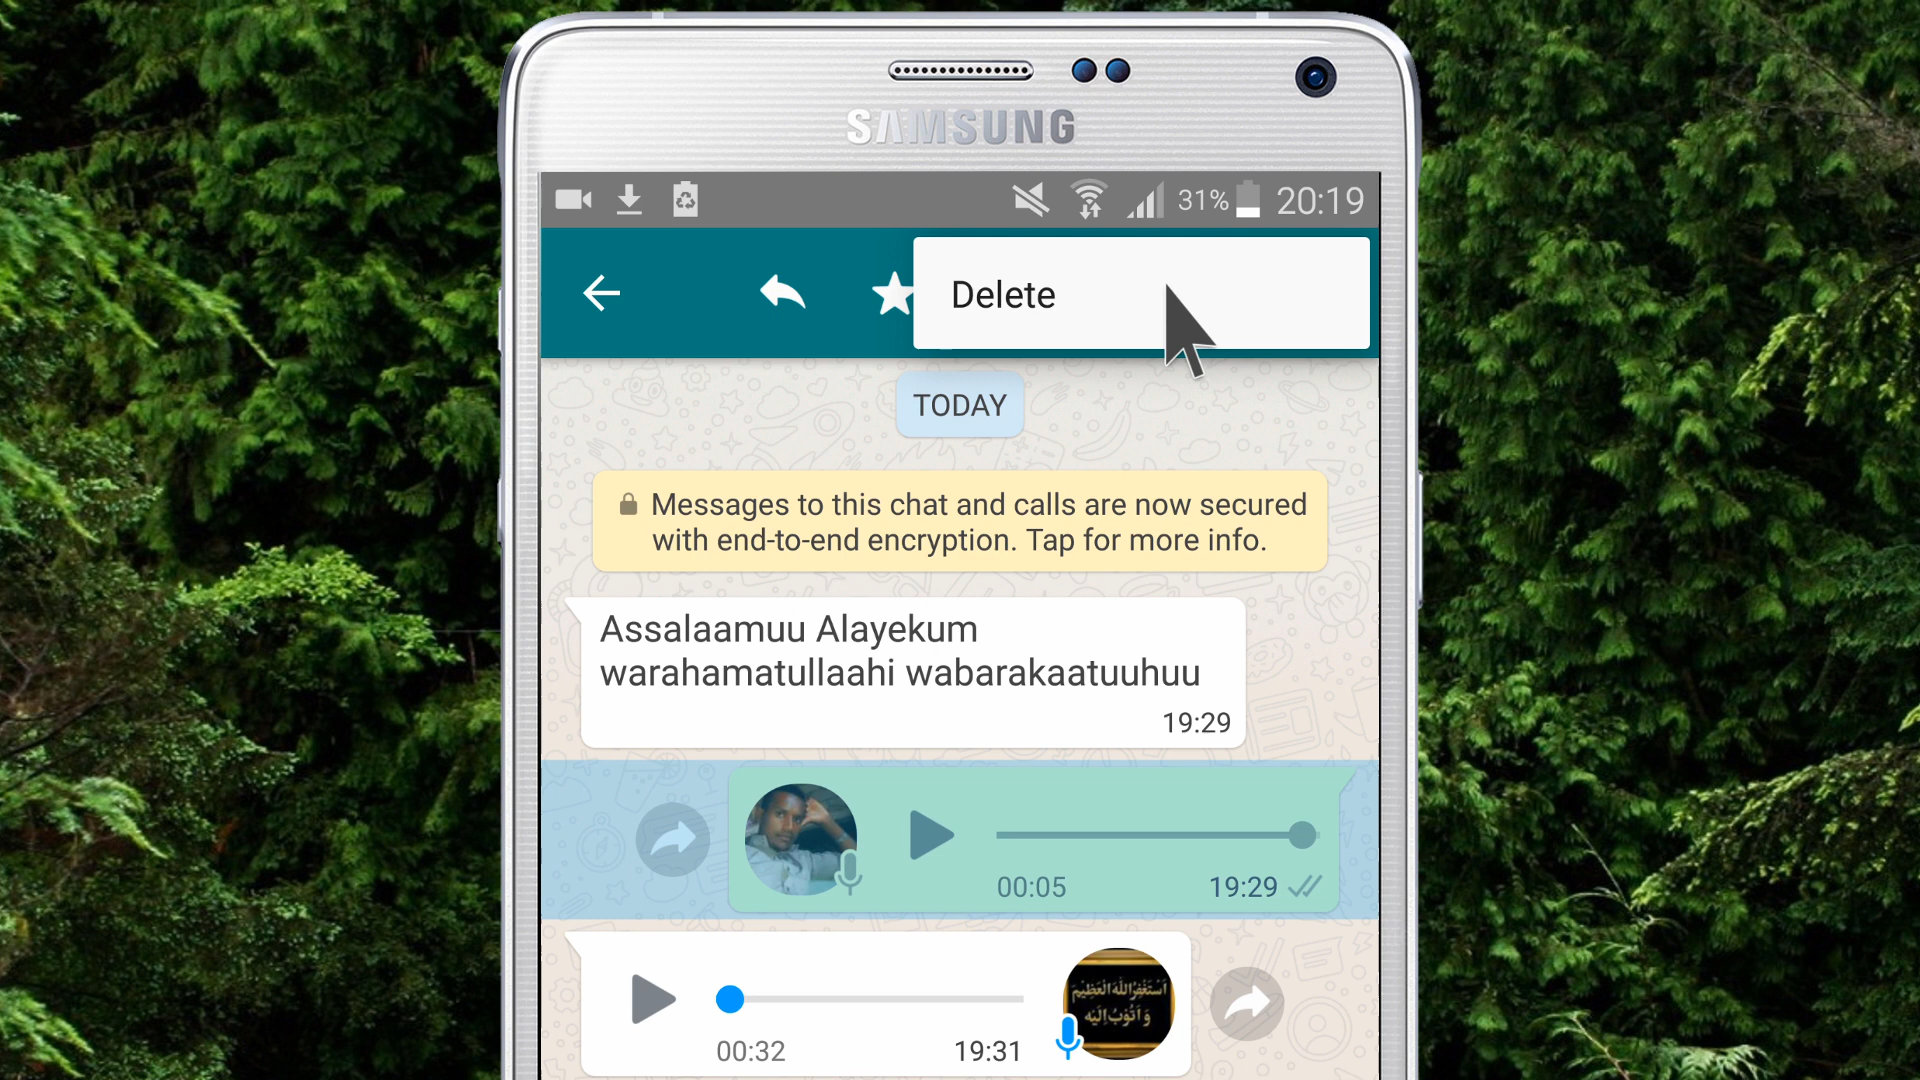 SAMSUNG
31% 20:19
Delete
TODAY
Messages to this chat and calls are now secured
with end-to-end encryption. Tap for more info.
Assalaamuu Alayekum
warahamatullaahi wabarakaatuuhuu
19:29
00:05 19:29
00:32 19:31
اَسْتَغْفِرُاللهَ الْعَظِيْمَ
وَاَتُوْبُ اِلَيْهِ